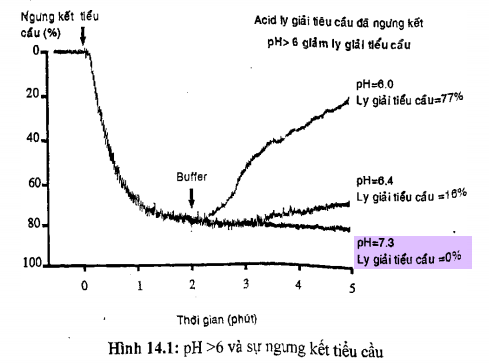 Ngưng kết tiểu
cầu (%)
Acid ly giải tiêu cầu đã ngưng kết
pH> 6 giảm ly giải tiểu cầu
0
20
40
60
80
100
pH=6.0
Ly giải tiểu cầu=77%
Buffer
pH=6.4
Ly giải tiểu cầu =16%
pH=7.3
Ly giải tiểu cầu =0%
0 1 2 3 4 5
Thời gian (phút)
Hình 14.1: pH >6 và sự ngưng kết tiểu cầu